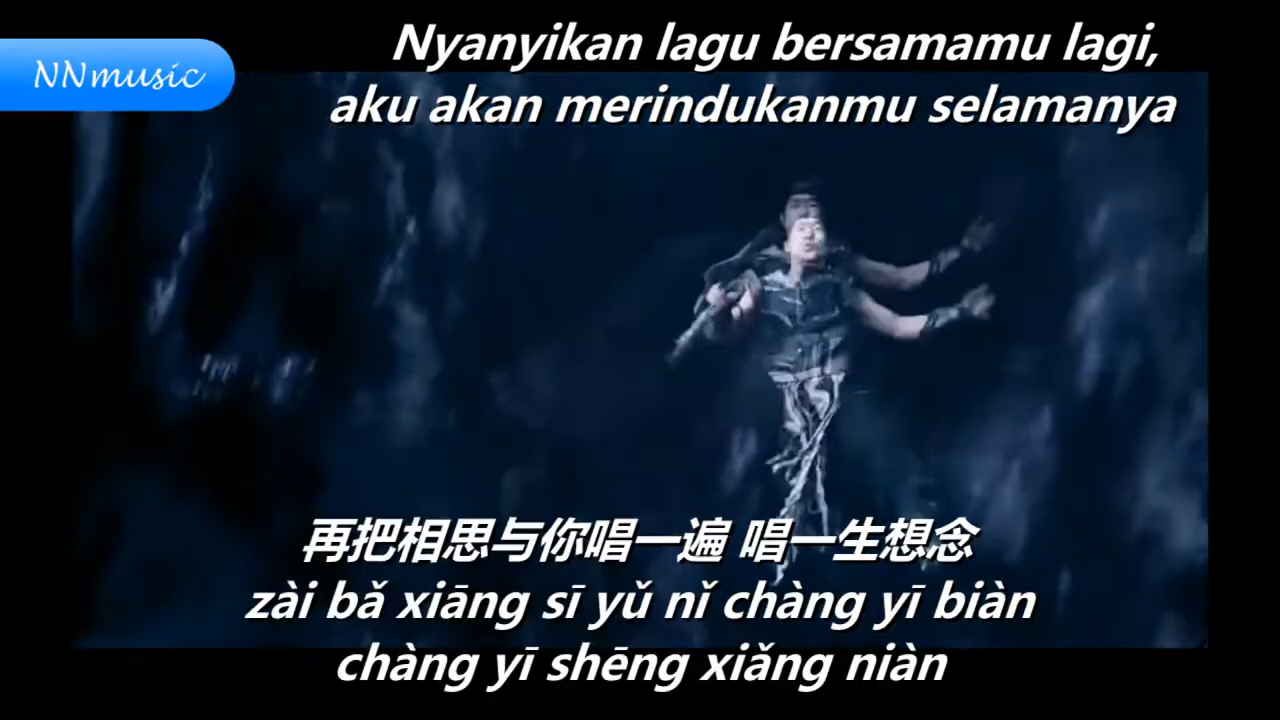 NNmusic
Nyanyikan lagu bersamamu lagi,
aku akan merindukanmu selamanya
再把相思与你唱一遍 唱一生想念
zài bǎ xiāng sī yǔ nǐ chàng yī biàn
chàng yī shēng xiǎng niàn